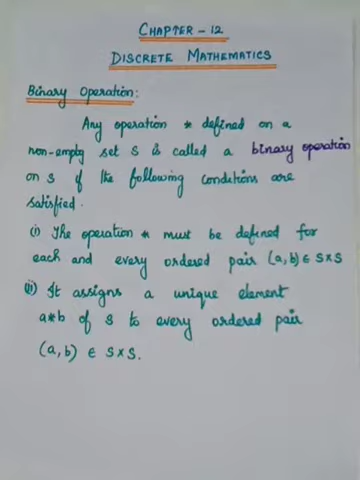 CHAPTER - 12
DISCRETE MATHEMATICS
Binary Operation:
Any operation * defined on a
non-empty set S is called a binary operation
on S if the following conditions are
satisfied.
(i) The operation * must be defined for
each and every ordered pair (a, b) ∈ S×S
(ii) It assigns a unique element
a*b of S to every ordered pair
(a, b) ∈ S×S.